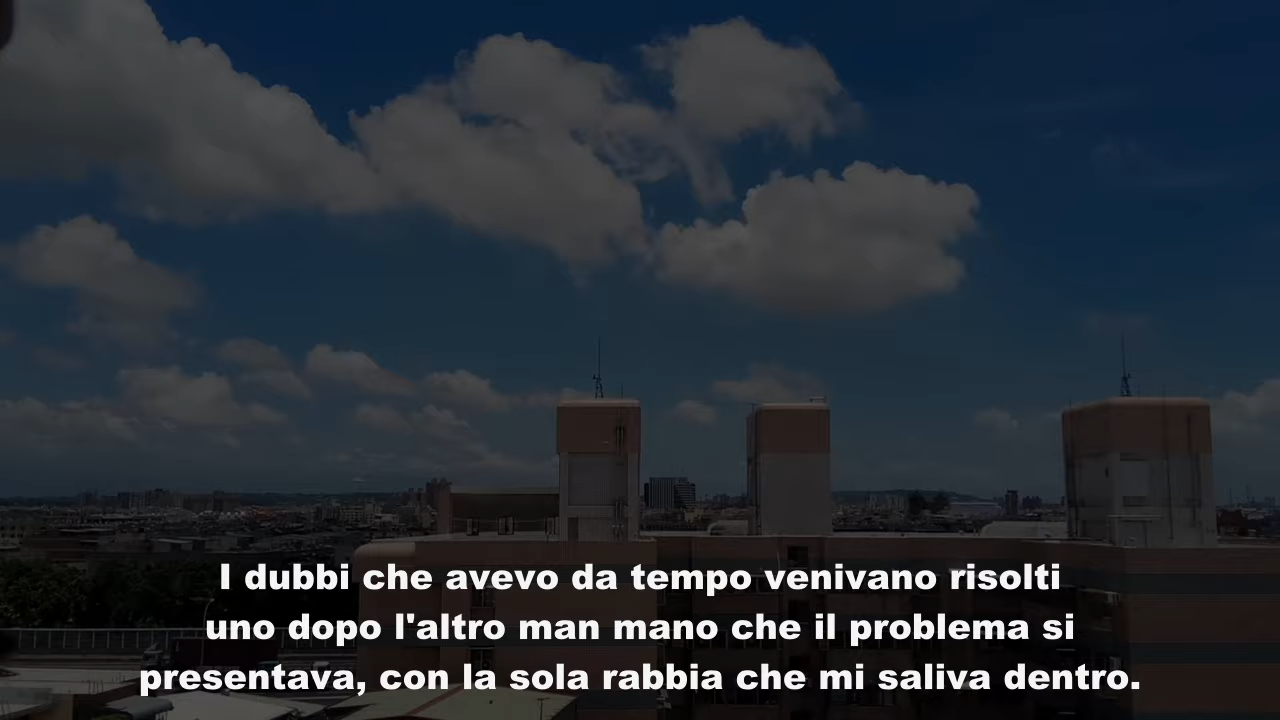 I dubbi che avevo da tempo venivano risolti
uno dopo l'altro man mano che il problema si
presentava, con la sola rabbia che mi saliva dentro.